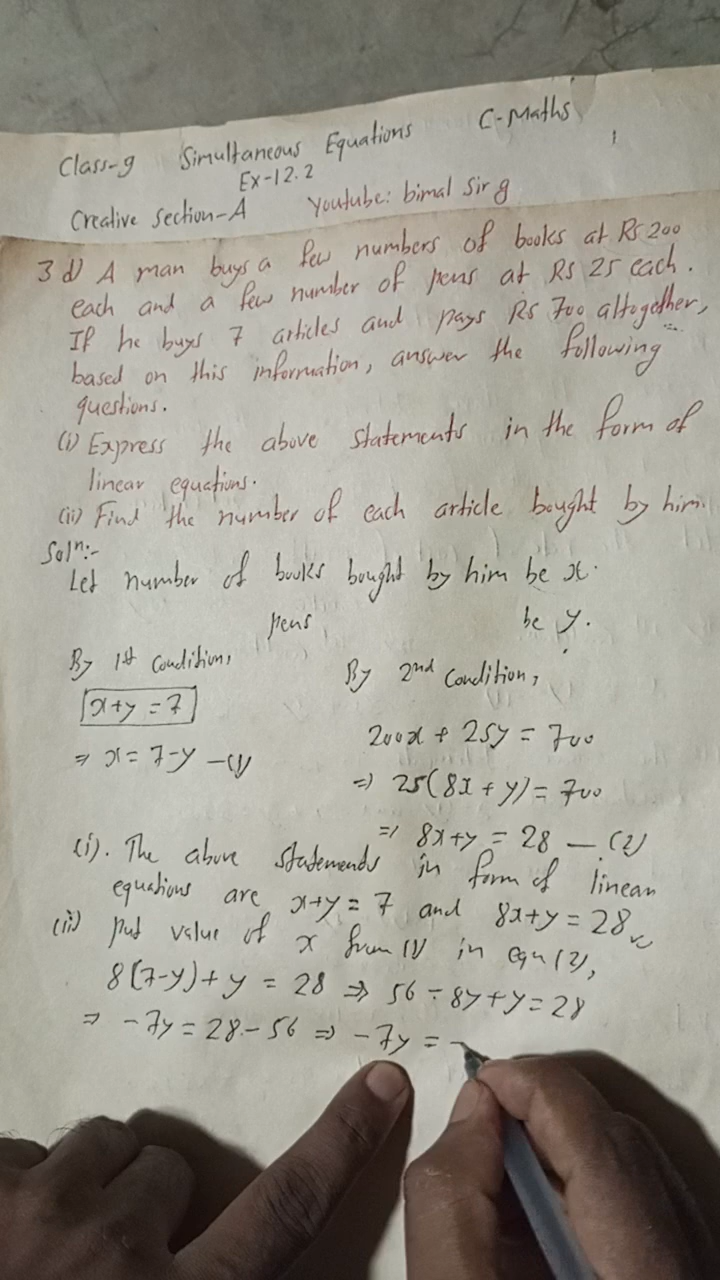 Class-9 Simultaneous Equations C-Maths
Ex-12.2
Creative Section-A Youtube: bimal Sir 9
3 d) A man buys a few numbers of books at Rs 200
each and a few number of pens at Rs 25 each.
If he buys 7 articles and pays Rs 700 altogether,
based on this information, answer the following
questions.
(i) Express the above statements in the form of
linear equations.
(ii) Find the number of each article bought by him.
Solⁿ:-
Let number of books bought by him be x.
pens be y.
By 1st Condition,
x+y = 7
⇒ x = 7-y —(1)
By 2nd Condition,
200x + 25y = 700
⇒ 25(8x + y) = 700
⇒ 8x+y = 28 — (2)
(i). The above statements in form of linear
equations are x+y = 7 and 8x+y = 28
(ii) Put value of x from (1) in eqn (2),
8(7-y)+y = 28 ⇒ 56 - 8y+y = 28
⇒ -7y = 28 - 56 ⇒ -7y = -